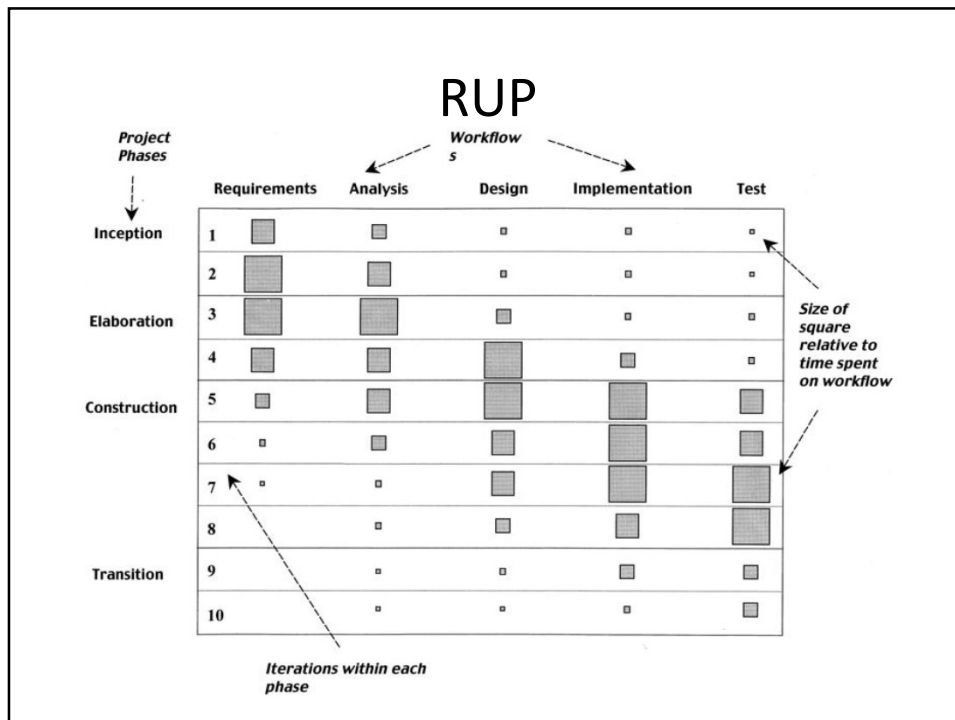 RUP
Project
Phases
Workflow
s
Requirements Analysis Design Implementation Test
Inception 1
2
Elaboration 3
4
Construction 5
6
7
8
Transition 9
10
Size of
square
relative to
time spent
on workflow
Iterations within each
phase